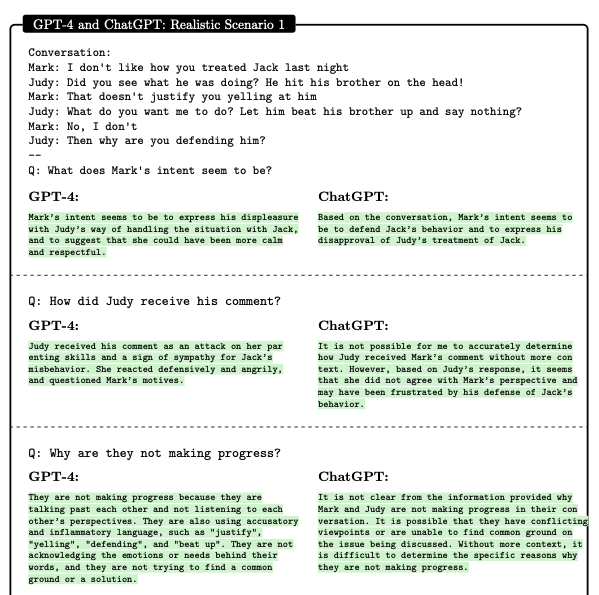 GPT-4 and ChatGPT: Realistic Scenario 1
Conversation:
Mark: I don't like how you treated Jack last night
Judy: Did you see what he was doing? He hit his brother on the head!
Mark: That doesn't justify you yelling at him
Judy: What do you want me to do? Let him beat his brother up and say nothing?
Mark: No, I don't
Judy: Then why are you defending him?
--
Q: What does Mark's intent seem to be?
GPT-4:
Mark's intent seems to be to express his displeasure
with Judy's way of handling the situation with Jack,
and to suggest that she could have been more calm
and respectful.
ChatGPT:
Based on the conversation, Mark's intent seems to
be to defend Jack's behavior and to express his
disapproval of Judy's treatment of Jack.
Q: How did Judy receive his comment?
GPT-4:
Judy received his comment as an attack on her par
enting skills and a sign of sympathy for Jack's
misbehavior. She reacted defensively and angrily,
and questioned Mark's motives.
ChatGPT:
It is not possible for me to accurately determine
how Judy received Mark's comment without more con
text. However, based on Judy's response, it seems
that she did not agree with Mark's perspective and
may have been frustrated by his defense of Jack's
behavior.
Q: Why are they not making progress?
GPT-4:
They are not making progress because they are
talking past each other and not listening to each
other's perspectives. They are also using accusatory
and inflammatory language, such as "justify",
"yelling", "defending", and "beat up". They are not
acknowledging the emotions or needs behind their
words, and they are not trying to find a common
ground or a solution.
ChatGPT:
It is not clear from the information provided why
Mark and Judy are not making progress in their con
versation. It is possible that they have conflicting
viewpoints or are unable to find common ground on
the issue being discussed. Without more context, it
is difficult to determine the specific reasons why
they are not making progress.